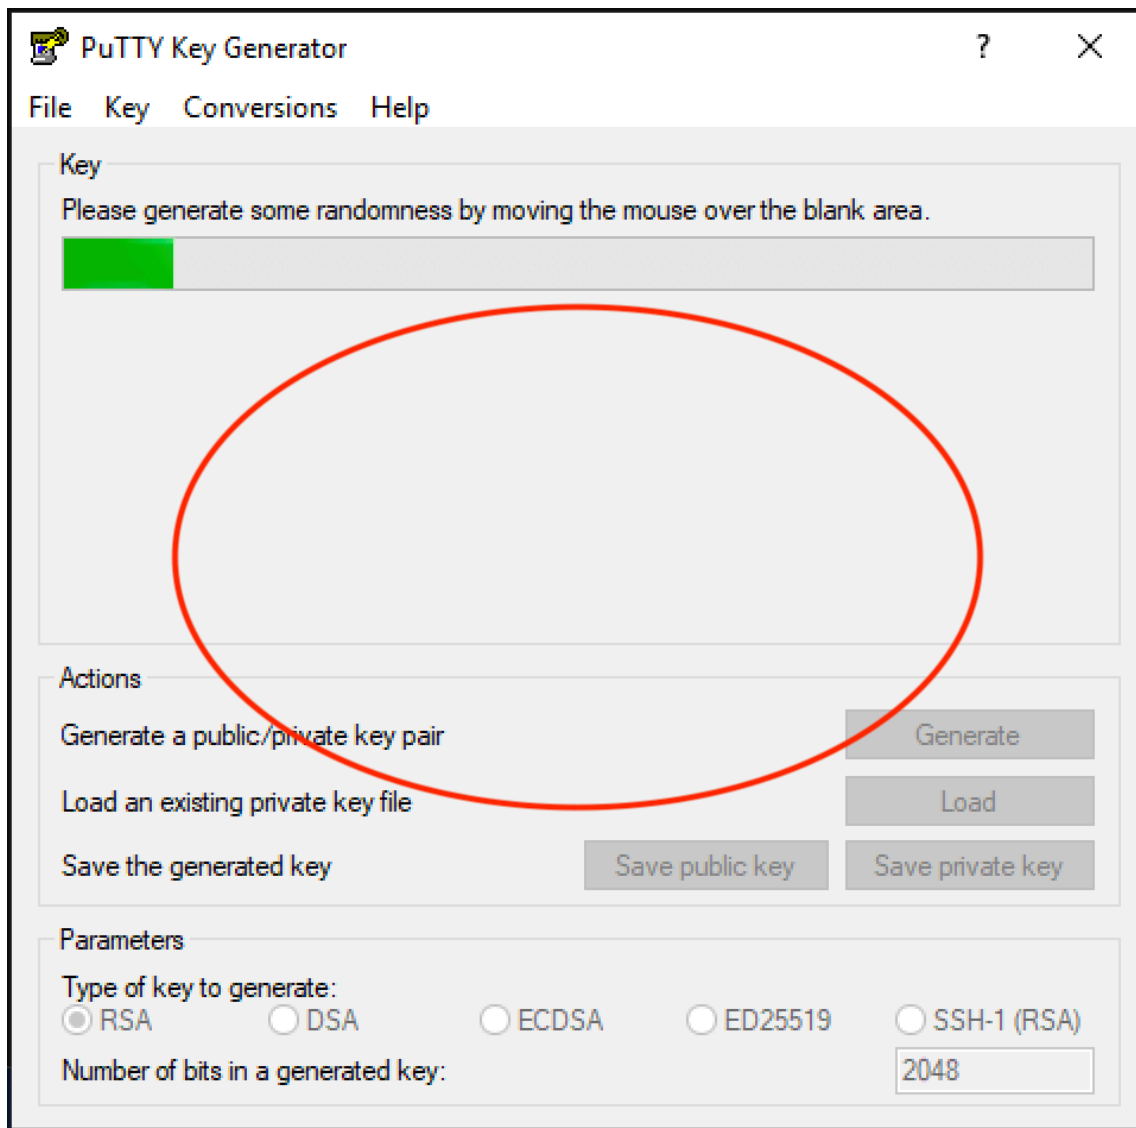 PuTTY Key Generator
?
File Key Conversions Help
Key
Please generate some randomness by moving the mouse over the blank area.
Actions
Generate a public/private key pair Generate
Load an existing private key file Load
Save the generated key Save public key Save private key
Parameters
Type of key to generate:
RSA DSA ECDSA ED25519 SSH-1 (RSA)
Number of bits in a generated key: 2048